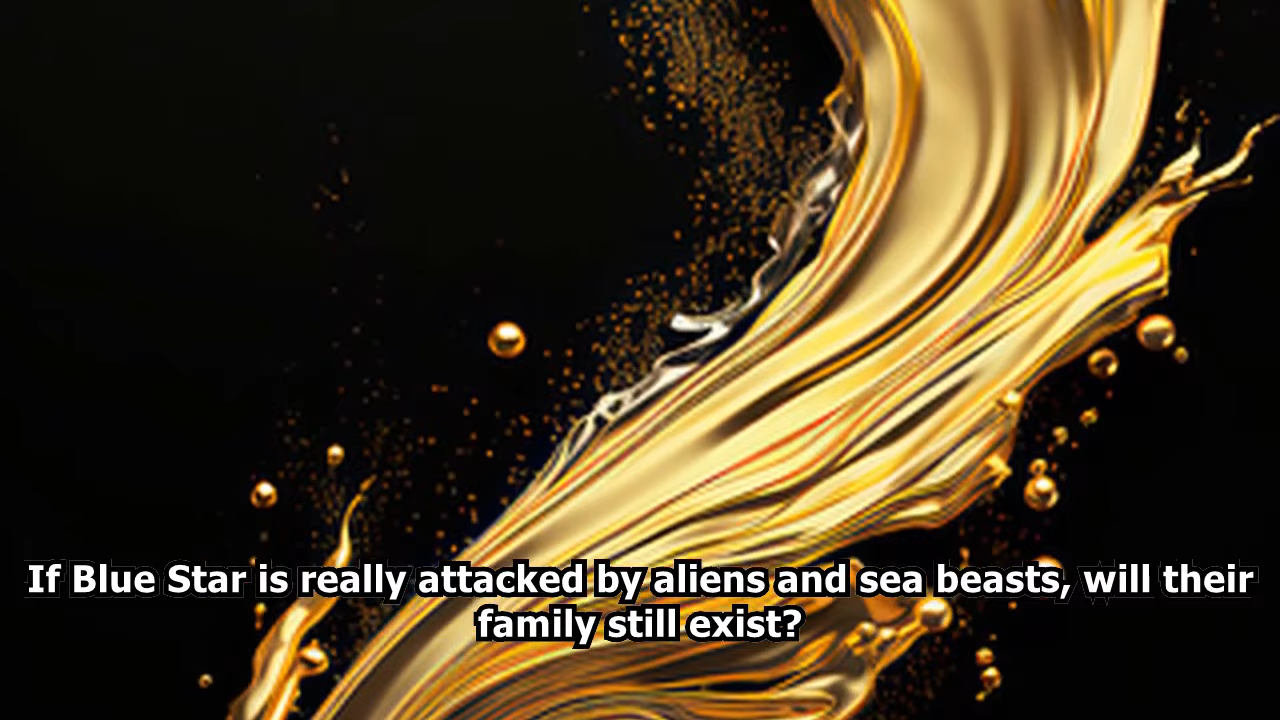 If Blue Star is really attacked by aliens and sea beasts, will their
family still exist?